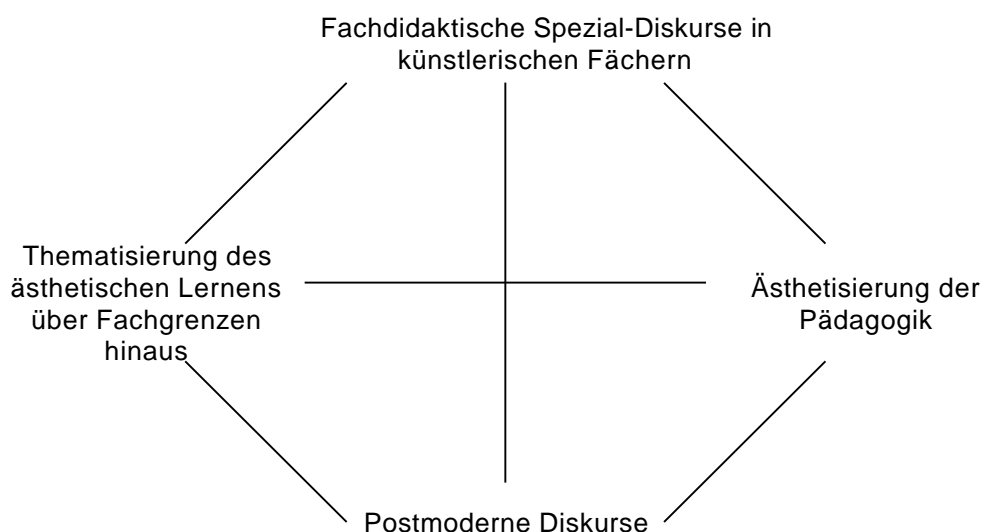 Fachdidaktische Spezial-Diskurse in
künstlerischen Fächern
Thematisierung des
ästhetischen Lernens
über Fachgrenzen
hinaus
Ästhetisierung der
Pädagogik
Postmoderne Diskurse